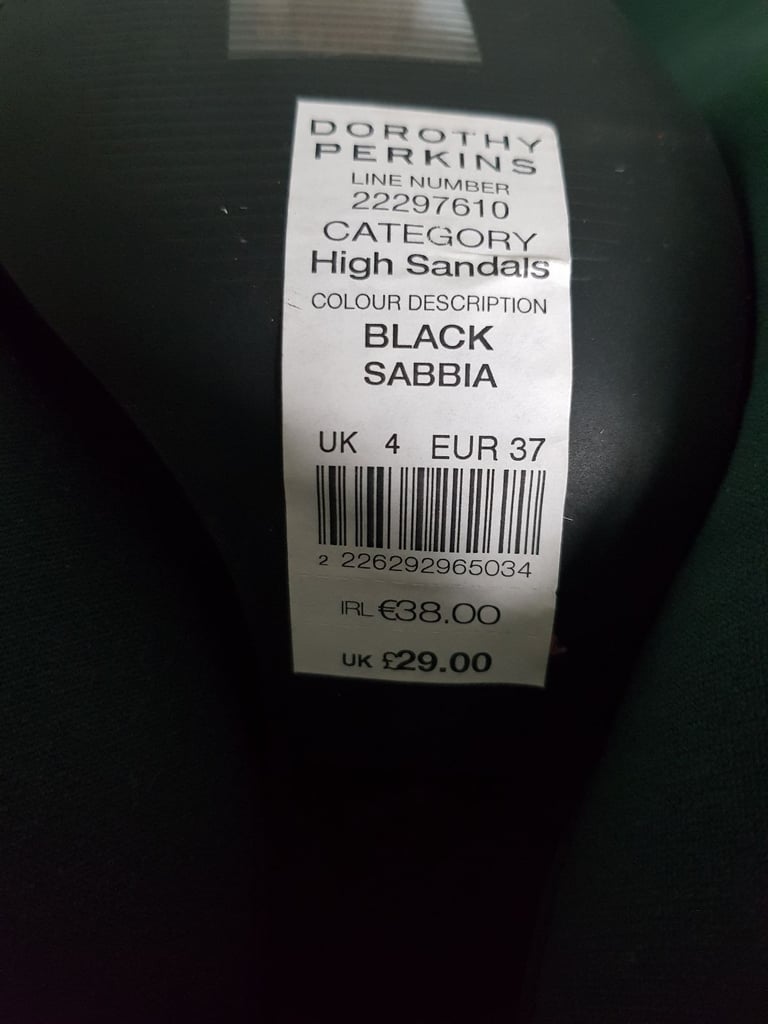 DOROTHY
PERKINS
LINE NUMBER
22297610
CATEGORY
High Sandals
COLOUR DESCRIPTION
BLACK
SABBIA
UK 4 EUR 37
2 226292965034
IRL €38.00
UK £29.00